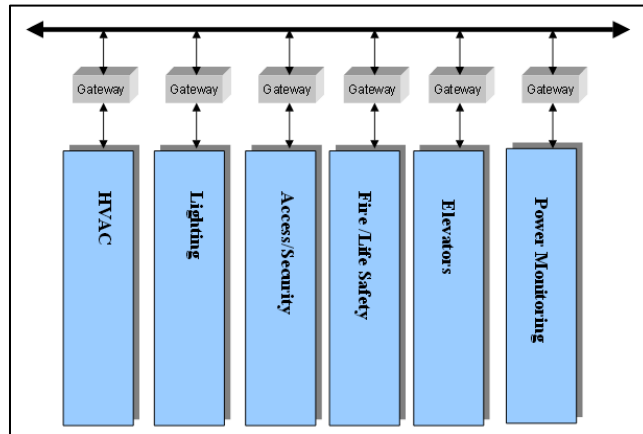 Gateway
Gateway
Gateway
Gateway
Gateway
Gateway
HVAC
Lighting
Access/Security
Fire /Life Safety
Elevators
Power Monitoring